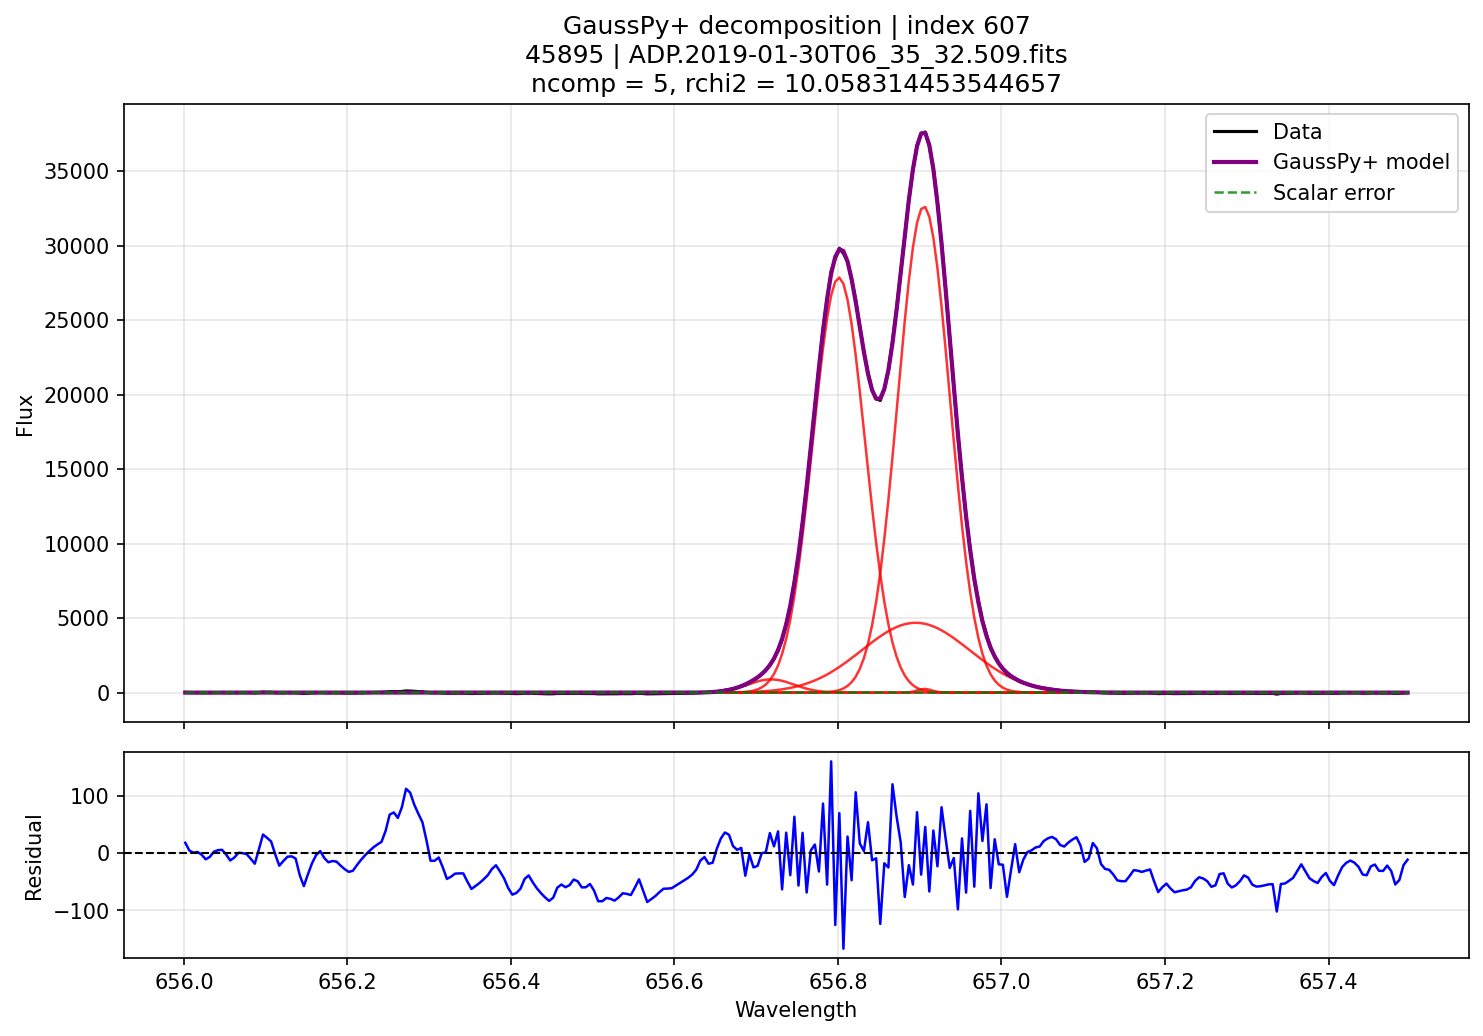 GaussPy+ decomposition | index 607
45895 | ADP.2019-01-30T06_35_32.509.fits
ncomp = 5, rchi2 = 10.058314453544657
Data
GaussPy+ model
Scalar error
Flux
35000
30000
25000
20000
15000
10000
5000
0
Residual
100
0
−100
656.0
656.2
656.4
656.6
656.8
657.0
657.2
657.4
Wavelength